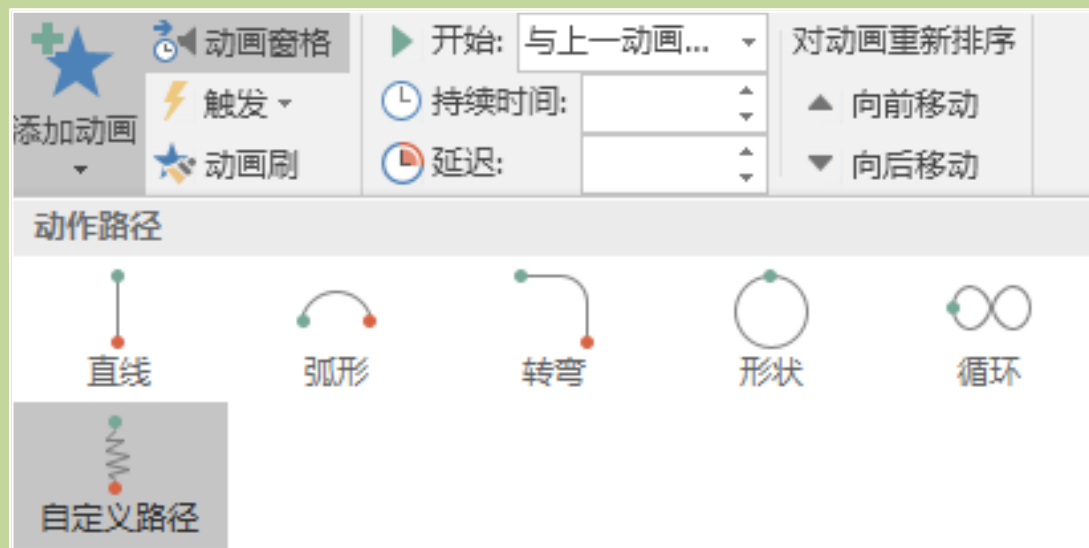 动画窗格 开始: 与上一动画... 对动画重新排序
触发 持续时间: 向前移动
添加动画
动画刷 延迟: 向后移动
动作路径
直线 弧形 转弯 形状 循环
自定义路径